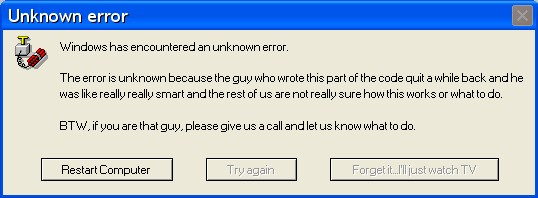 Unknown error
Windows has encountered an unknown error.
The error is unknown because the guy who wrote this part of the code quit a while back and he
was like really really smart and the rest of us are not really sure how this works or what to do.
BTW, if you are that guy, please give us a call and let us know what to do.
Restart Computer
Try again
Forget it...I'll just watch TV